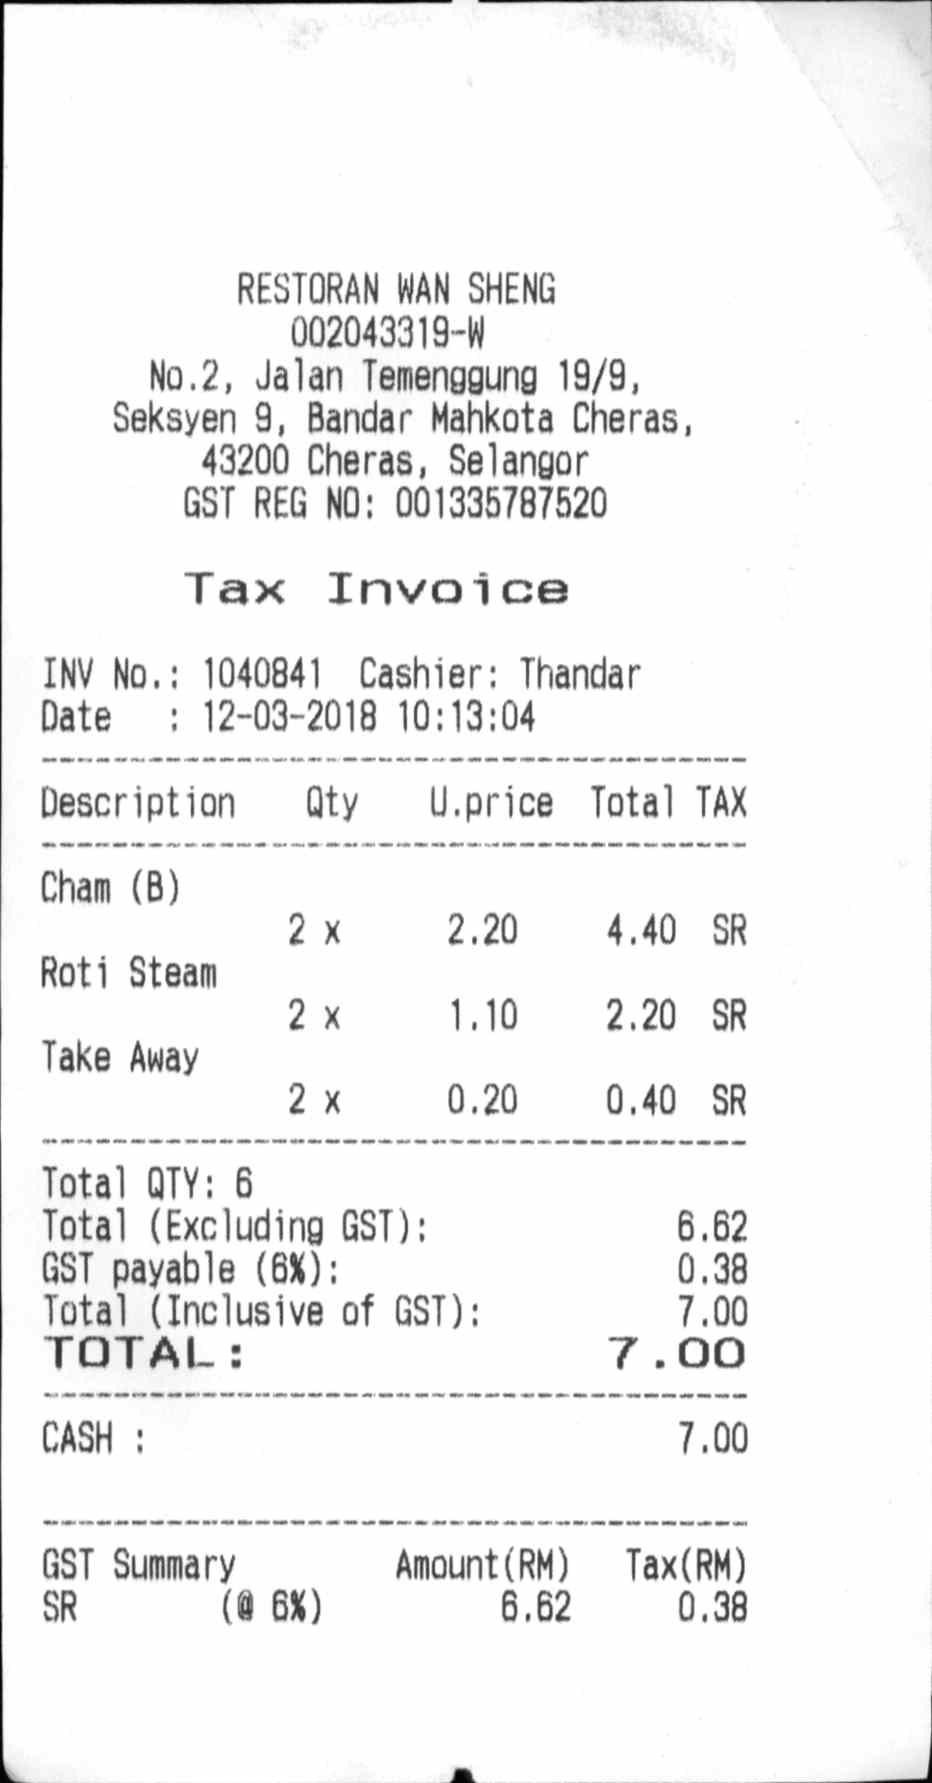 RESTORAN WAN SHENG
002043319-W
No.2, Jalan Temenggung 19/9,
Seksyen 9, Bandar Mahkota Cheras,
43200 Cheras, Selangor
GST REG NO: 001335787520
Tax Invoice
INV No.: 1040841 Cashier: Thandar
Date : 12-03-2018 10:13:04
Description Qty U.price Total TAX
Cham (B)
2 x 2.20 4.40 SR
Roti Steam
2 x 1.10 2.20 SR
Take Away
2 x 0.20 0.40 SR
Total QTY: 6
Total (Excluding GST): 6.62
GST payable (6%): 0.38
Total (Inclusive of GST): 7.00
TOTAL: 7.00
CASH : 7.00
GST Summary Amount(RM) Tax(RM)
SR (@ 6%) 6.62 0.38